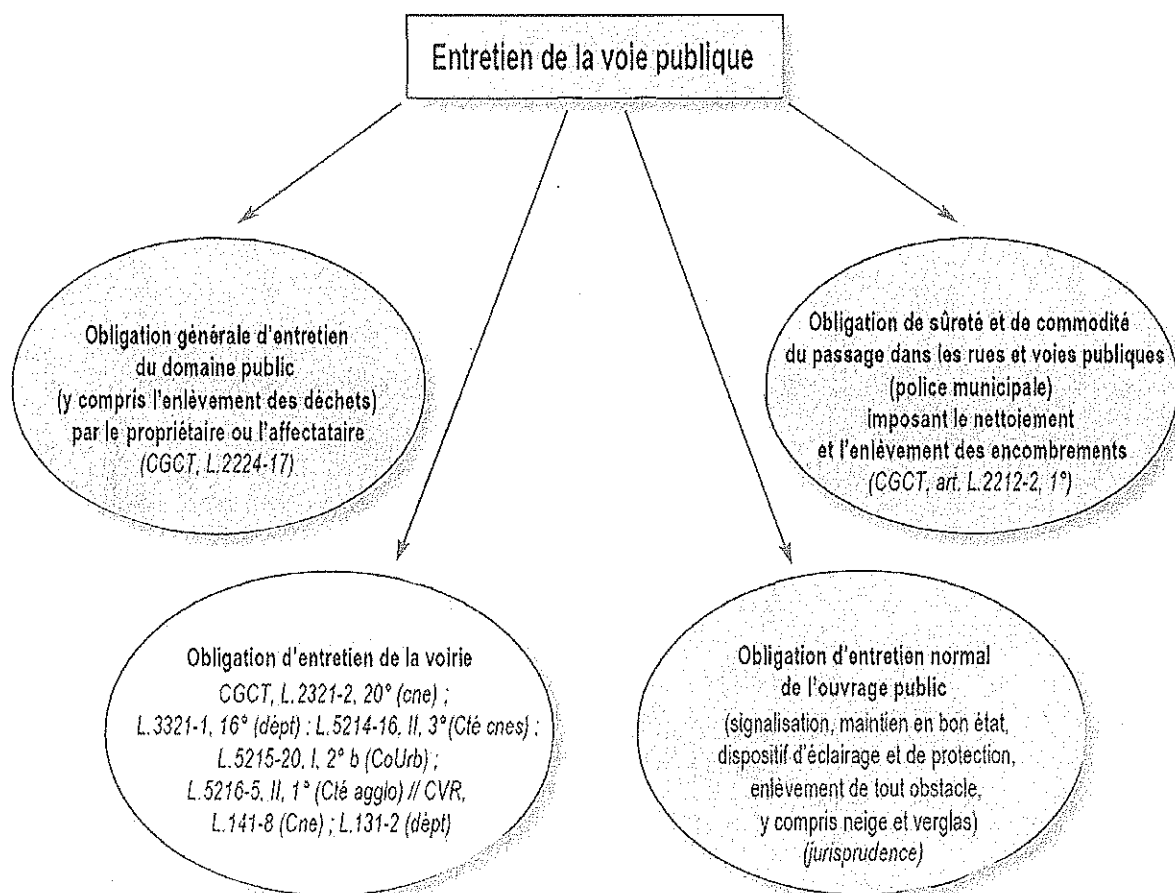 Entretien de la voie publique
Obligation générale d'entretien
du domaine public
(y compris l'enlèvement des déchets)
par le propriétaire ou l'affectataire
(CGCT, L.2224-17)
Obligation de sûreté et de commodité
du passage dans les rues et voies publiques
(police municipale)
imposant le nettoiement
et l'enlèvement des encombrements
(CGCT, art. L.2212-2, 1°)
Obligation d'entretien de la voirie
CGCT, L.2321-2, 20° (cne) ;
L.3321-1, 16° (dépt) ; L.5214-16, II, 3° (Cté cnes) ;
L.5215-20, I, 2° b (CoUrb) ;
L.5216-5, II, 1° (Cté agglo) // CVR,
L.141-8 (Cne) ; L.131-2 (dépt)
Obligation d'entretien normal
de l'ouvrage public
(signalisation, maintien en bon état,
dispositif d'éclairage et de protection,
enlèvement de tout obstacle,
y compris neige et verglas)
(jurisprudence)